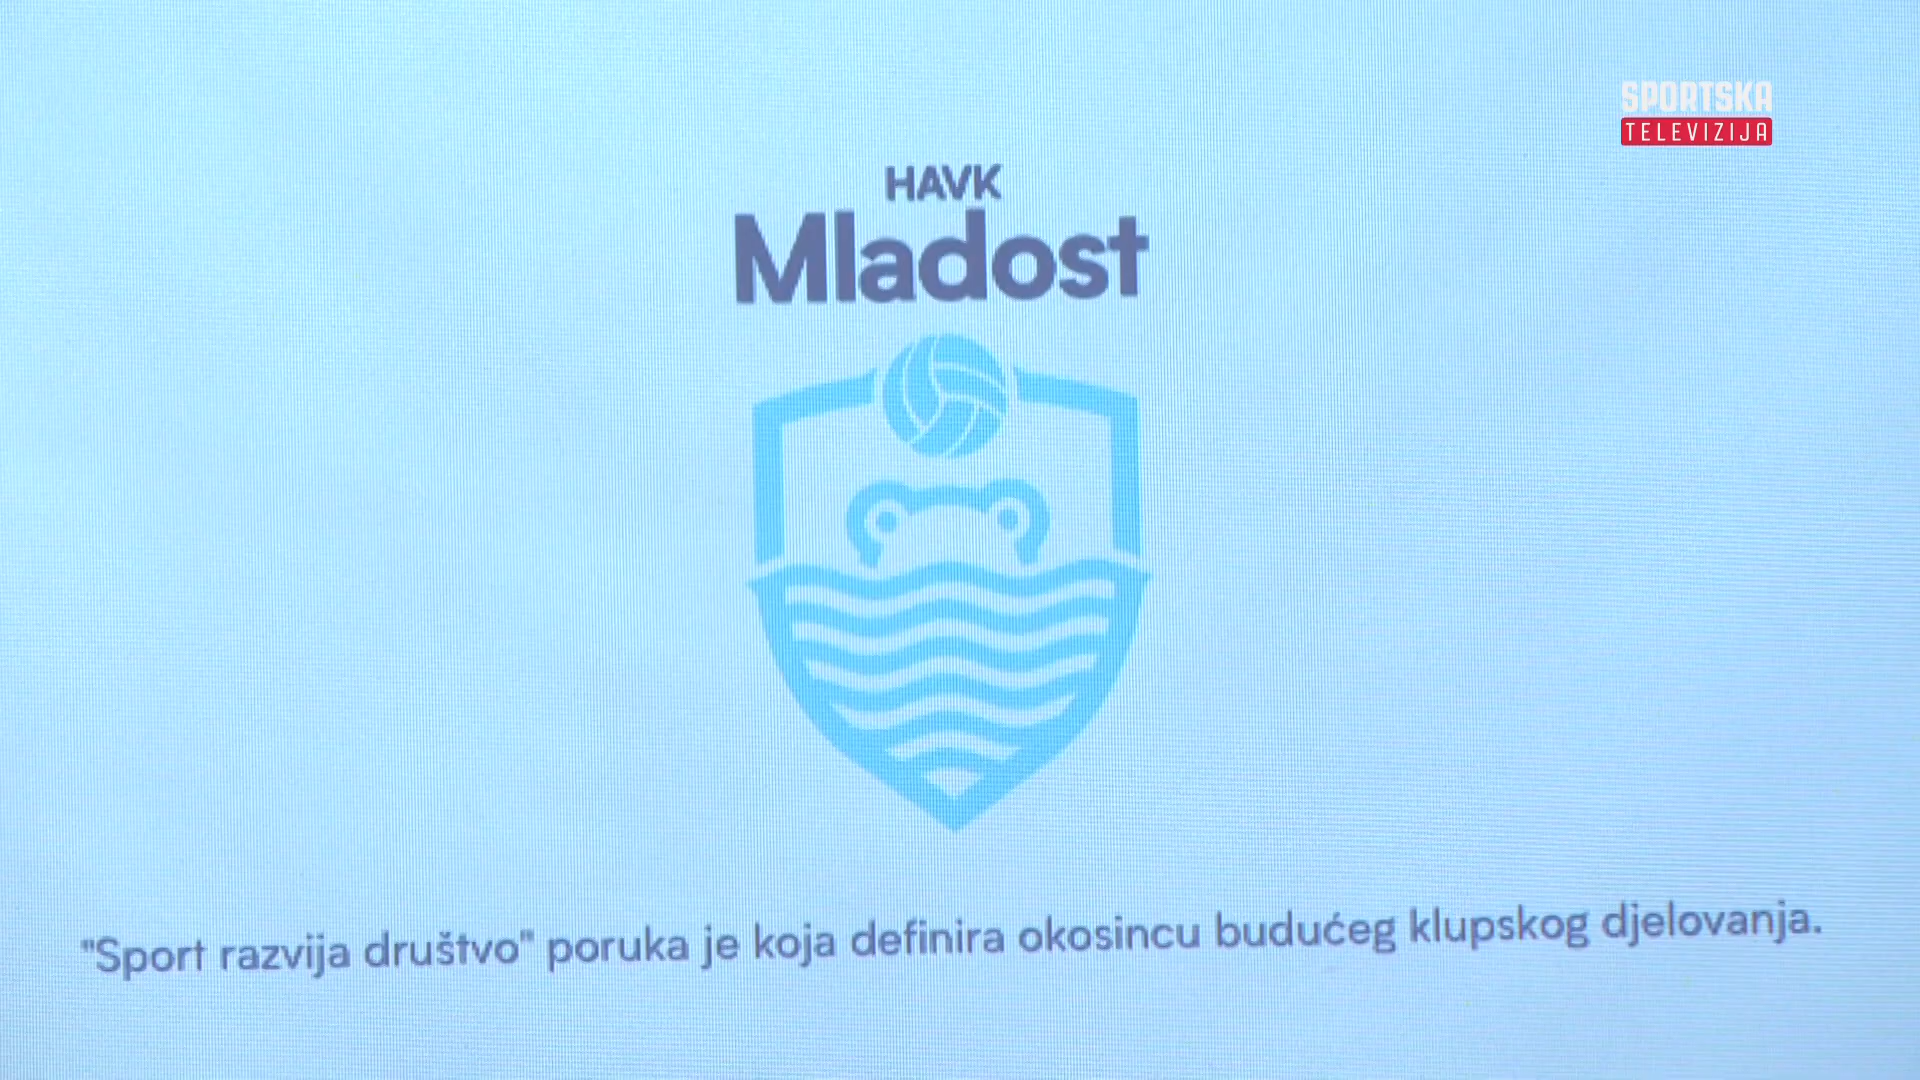 SPORTSKA
TELEVIZIJA
HAVK
Mladost
"Sport razvija društvo" poruka je koja definira okosincu budućeg klupskog djelovanja.